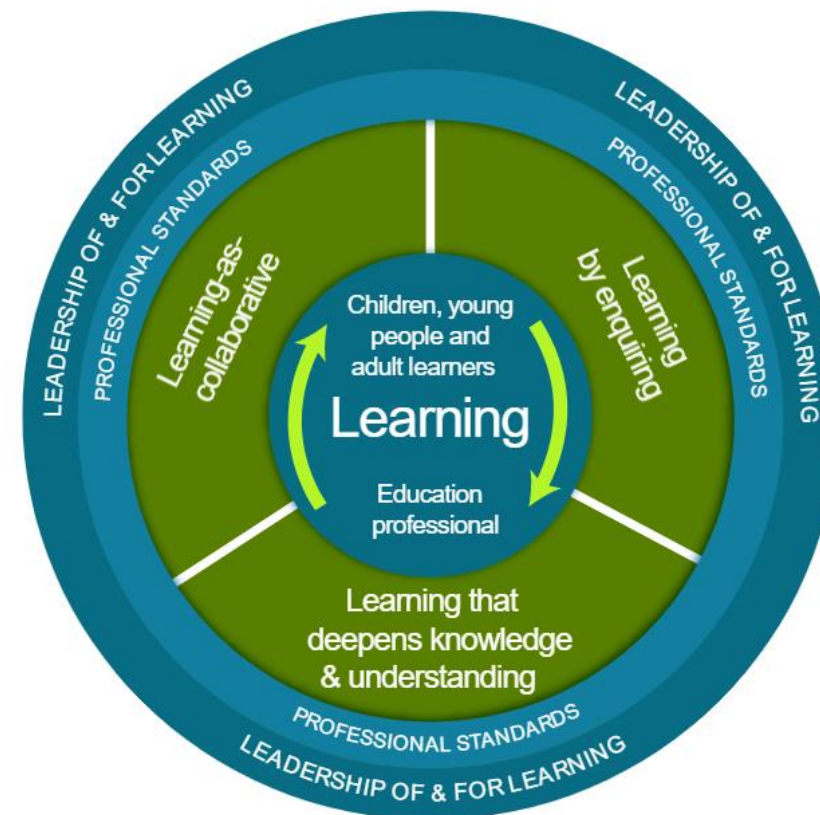 LEADERSHIP OF & FOR LEARNING
LEADERSHIP OF & FOR LEARNING
PROFESSIONAL STANDARDS
PROFESSIONAL STANDARDS
Learning-as-
collaborative
Learning
by enquiring
Children, young
people and
adult learners
Learning
Education
professional
Learning that
deepens knowledge
& understanding
PROFESSIONAL STANDARDS
LEADERSHIP OF & FOR LEARNING